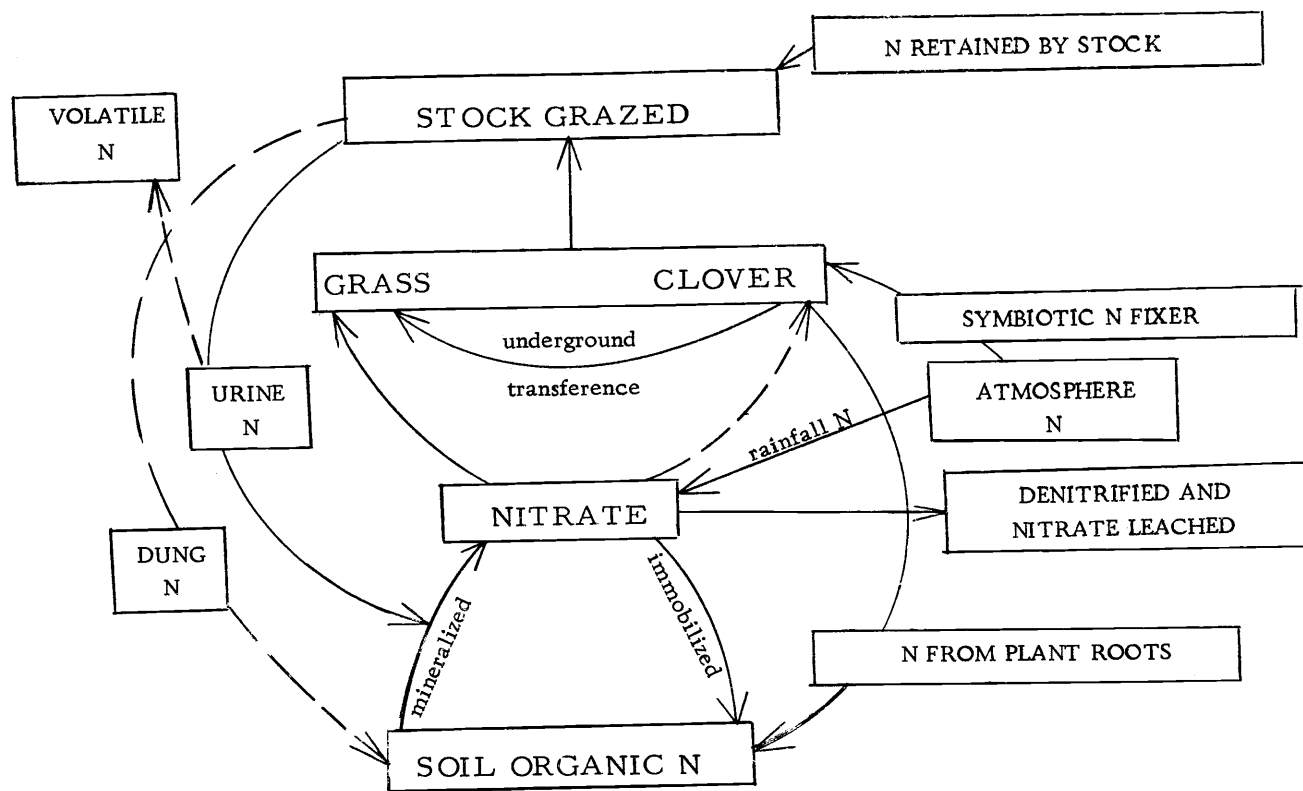 N RETAINED BY STOCK
STOCK GRAZED
VOLATILE
N
GRASS CLOVER
SYMBIOTIC N FIXER
underground
transference
URINE
N
ATMOSPHERE
N
rainfall N
NITRATE
DENITRIFIED AND
NITRATE LEACHED
DUNG
N
mineralized
immobilized
N FROM PLANT ROOTS
SOIL ORGANIC N